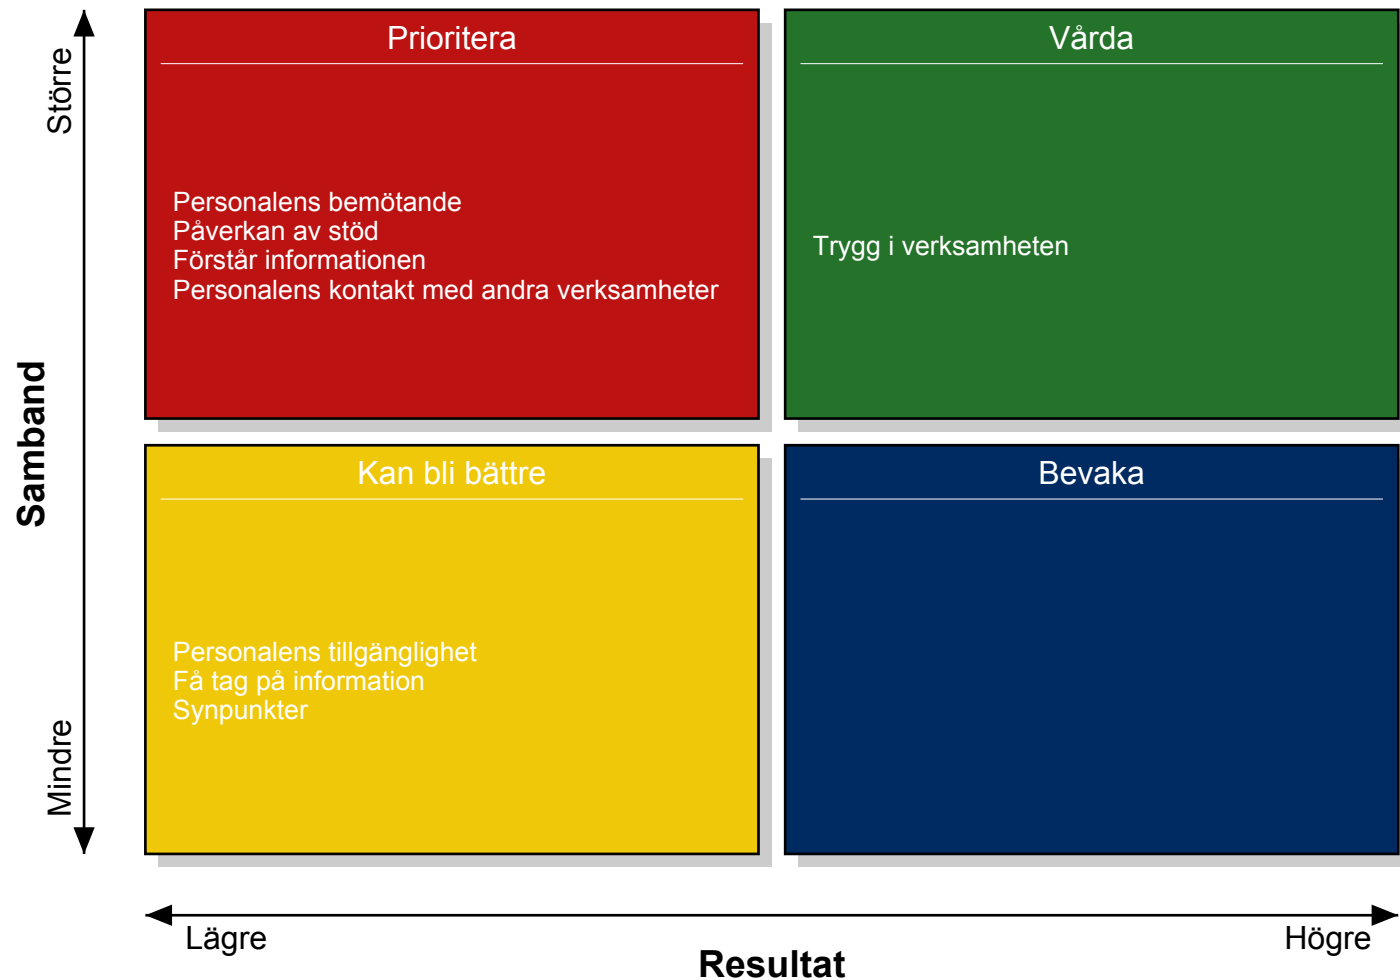 Större
Samband
Mindre
Prioritera
Personalens bemötande
Påverkan av stöd
Förstår informationen
Personalens kontakt med andra verksamheter
Vårda
Trygg i verksamheten
Kan bli bättre
Personalens tillgänglighet
Få tag på information
Synpunkter
Bevaka
Lägre
Högre
Resultat